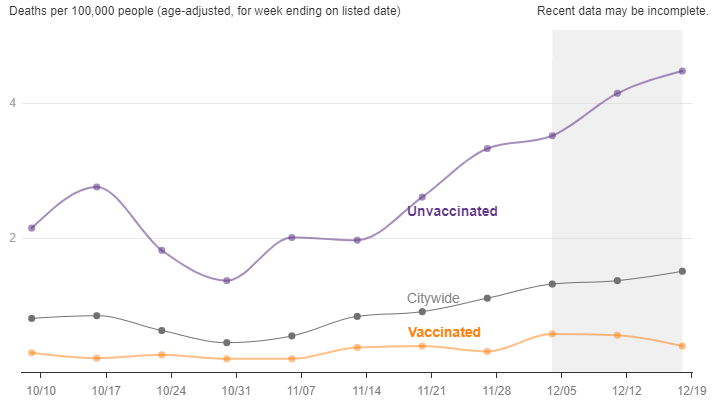 Deaths per 100,000 people (age-adjusted, for week ending on listed date)
Recent data may be incomplete.
4
Unvaccinated
2
Citywide
Vaccinated
10/10 10/17 10/24 10/31 11/07 11/14 11/21 11/28 12/05 12/12 12/19